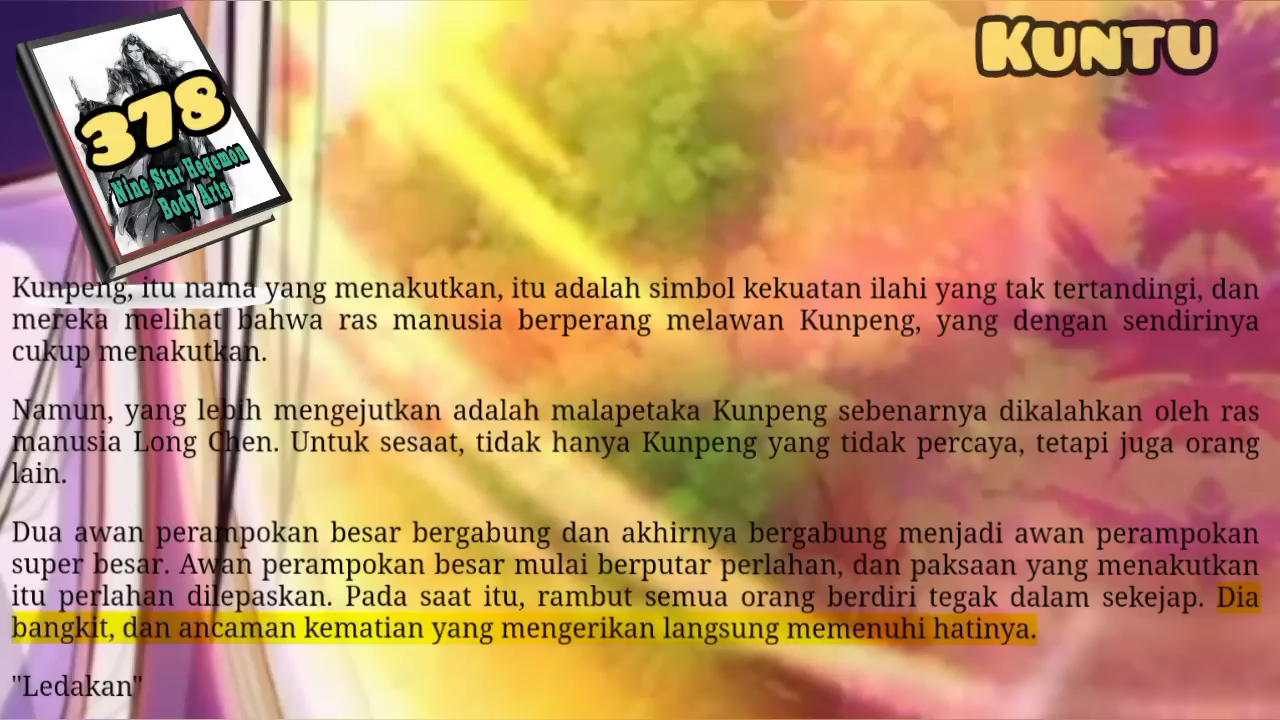 Kuntu
378
Nine Star Hegemon
Body Arts
Kunpeng, itu nama yang menakutkan, itu adalah simbol kekuatan ilahi yang tak tertandingi, dan
mereka melihat bahwa ras manusia berperang melawan Kunpeng, yang dengan sendirinya
cukup menakutkan.
Namun, yang lebih mengejutkan adalah malapetaka Kunpeng sebenarnya dikalahkan oleh ras
manusia Long Chen. Untuk sesaat, tidak hanya Kunpeng yang tidak percaya, tetapi juga orang
lain.
Dua awan perampokan besar bergabung dan akhirnya bergabung menjadi awan perampokan
super besar. Awan perampokan besar mulai berputar perlahan, dan paksaan yang menakutkan
itu perlahan dilepaskan. Pada saat itu, rambut semua orang berdiri tegak dalam sekejap. Dia
bangkit, dan ancaman kematian yang mengerikan langsung memenuhi hatinya.
"Ledakan"